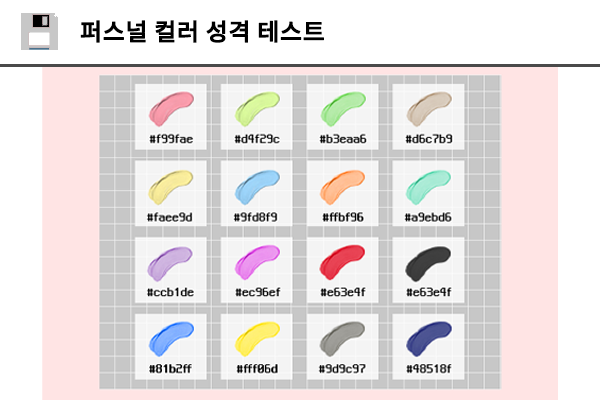 퍼스널 컬러 성격 테스트
#f99fae #d4f29c #b3eaa6 #d6c7b9
#faee9d #9fd8f9 #ffbf96 #a9ebd6
#ccb1de #ec96ef #e63e4f #e63e4f
#81b2ff #fff06d #9d9c97 #48518f